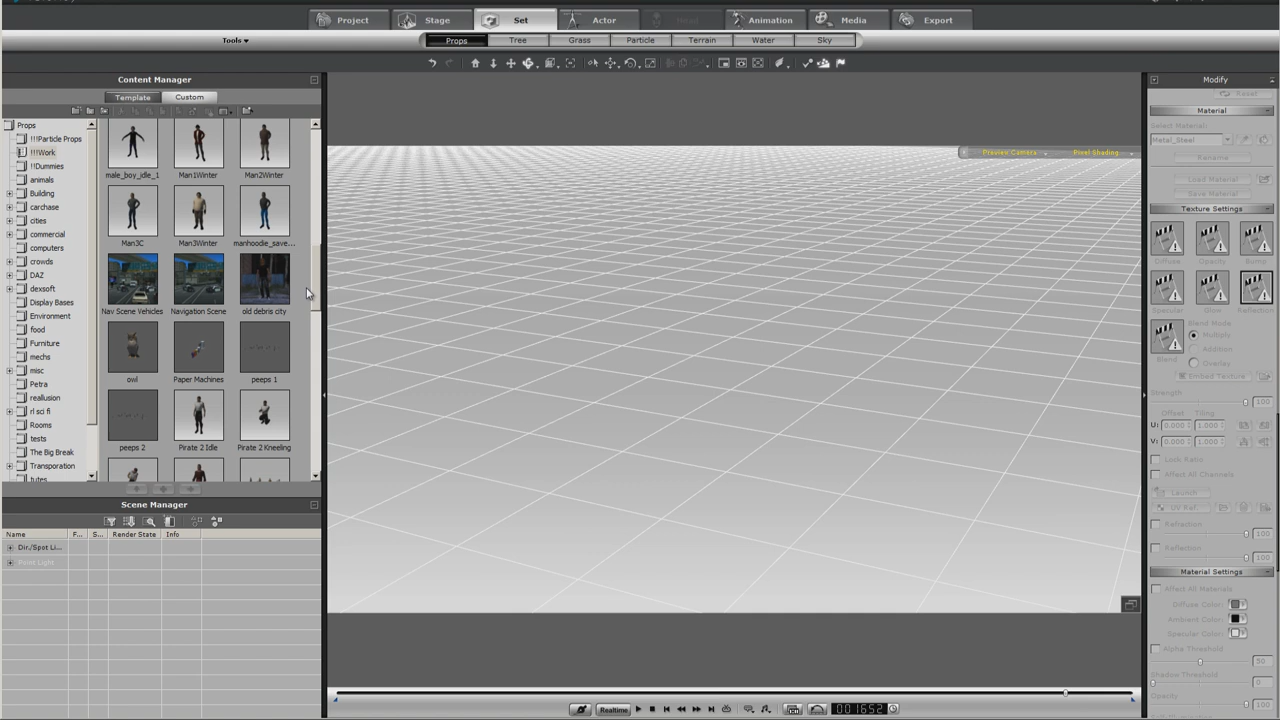 Project Stage Set Actor Head Animation Media Export
Tools Props Tree Grass Particle Terrain Water Sky
Content Manager
Template Custom
Props
!!!Particle Props
!!!Work
!!Dummies
animals
Building
carchase
cities
commercial
computers
crowds
DAZ
dexsoft
Display Bases
Environment
food
Furniture
mechs
misc
Petra
reallusion
rl sci fi
Rooms
tests
The Big Break
Transporation
tutes
male_boy_idle_1 Man1Winter Man2Winter
Man3C Man3Winter manhoodie_save...
Nav Scene Vehicles Navigation Scene old debris city
owl Paper Machines peeps 1
peeps 2 Pirate 2 Idle Pirate 2 Kneeling
Scene Manager
Name F... S... Render State Info
Dir./Spot Li...
Point Light
Preview Camera Pixel Shading
Realtime
001652
Modify
Reset
Material
Select Material:
Metal_Steel
Rename
Load Material
Save Material
Texture Settings
Diffuse Opacity Bump
Specular Glow Reflection
Blend Mode
Multiply
Addition
Overlay
Blend
Embed Texture
Strength
100
Offset Tiling
U: 0.000 1.000
V: 0.000 1.000
Lock Ratio
Affect All Channels
Launch
UV Ref.
Refraction
100
Reflection
100
Material Settings
Affect All Materials
Diffuse Color:
Ambient Color:
Specular Color:
Alpha Threshold
50
Shadow Threshold
0
Opacity
100